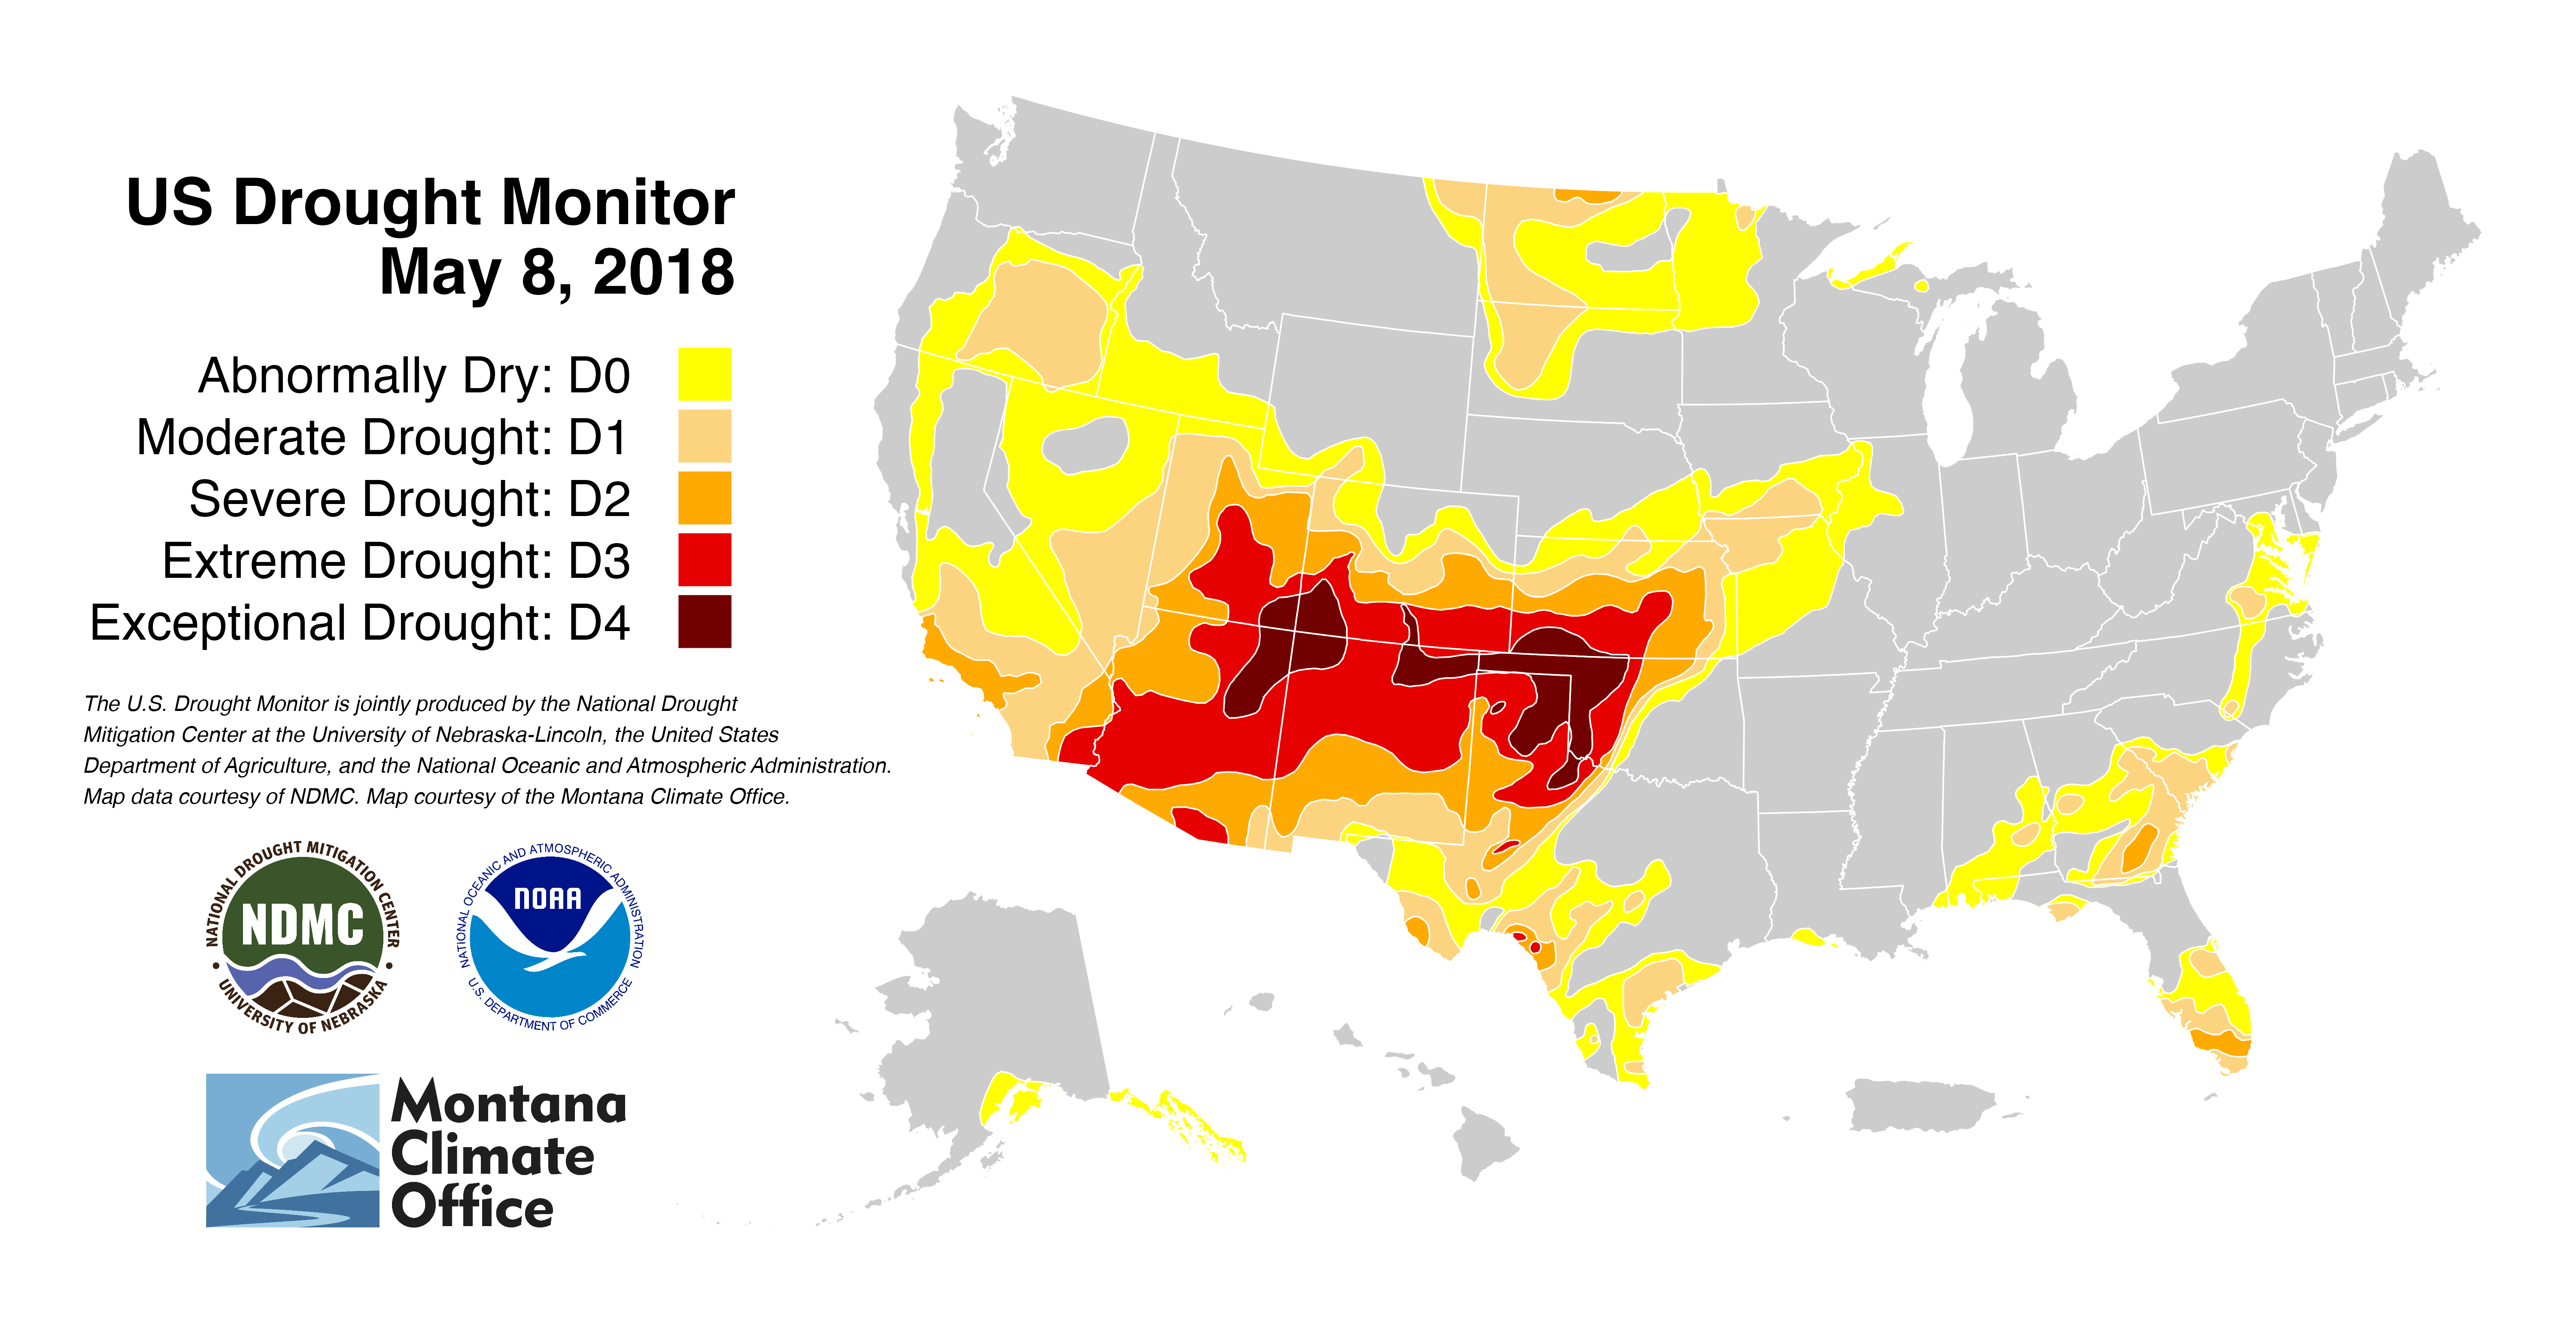 US Drought Monitor
May 8, 2018
Abnormally Dry: D0
Moderate Drought: D1
Severe Drought: D2
Extreme Drought: D3
Exceptional Drought: D4
The U.S. Drought Monitor is jointly produced by the National Drought
Mitigation Center at the University of Nebraska-Lincoln, the United States
Department of Agriculture, and the National Oceanic and Atmospheric Administration.
Map data courtesy of NDMC. Map courtesy of the Montana Climate Office.
NATIONAL DROUGHT MITIGATION CENTER
NDMC
• UNIVERSITY OF NEBRASKA •
NATIONAL OCEANIC AND ATMOSPHERIC ADMINISTRATION
NOAA
U.S. DEPARTMENT OF COMMERCE
Montana
Climate
Office